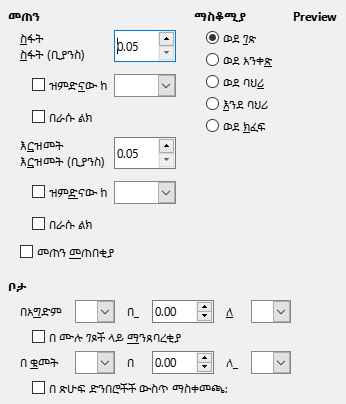 መጠን
ማስቆሚያ
Preview
ስፋት
ስፋት (ቢያንስ)
0.05
ወደ ገጽ
ወደ አንቀጽ
ዝምድናው ከ
ወደ ባህሪ
እንደ ባህሪ
በራሱ ልክ
ወደ ክፈፍ
እርዝመት
እርዝመት (ቢያንስ)
0.05
ዝምድናው ከ
በራሱ ልክ
መጠን መጠበቂያ
ቦታ
በአግድም
በ_
0.00
ለ
በ ሙሉ ገጾች ላይ ማንጸባረቂያ
በ ቁመት
በ
0.00
ለ_
በ ጽሁፍ ድንበሮች ውስጥ ማስቀመጫ: